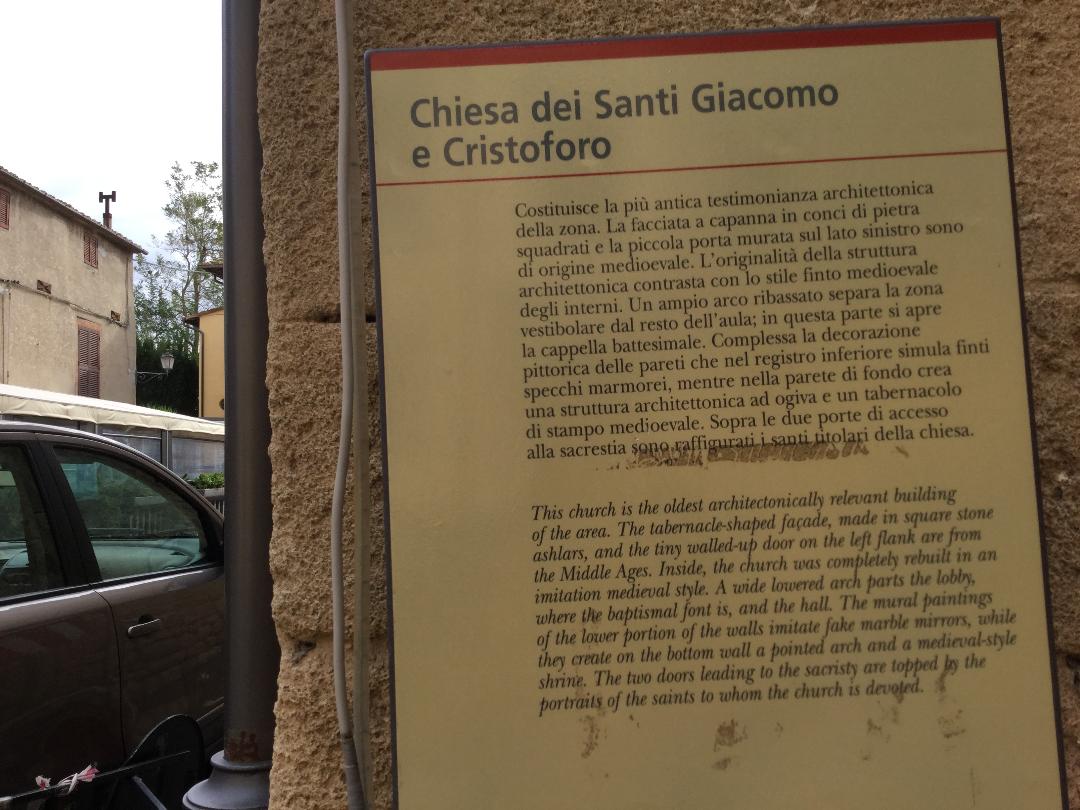 Chiesa dei Santi Giacomo
e Cristoforo
Costituisce la più antica testimonianza architettonica
della zona. La facciata a capanna in conci di pietra
squadrati e la piccola porta murata sul lato sinistro sono
di origine medioevale. L'originalità della struttura
architettonica contrasta con lo stile finto medioevale
degli interni. Un ampio arco ribassato separa la zona
vestibolare dal resto dell'aula; in questa parte si apre
la cappella battesimale. Complessa la decorazione
pittorica delle pareti che nel registro inferiore simula finti
specchi marmorei, mentre nella parete di fondo crea
una struttura architettonica ad ogiva e un tabernacolo
di stampo medioevale. Sopra le due porte di accesso
alla sacrestia sono raffigurati i santi titolari della chiesa.
This church is the oldest architectonically relevant building
of the area. The tabernacle-shaped façade, made in square stone
ashlars, and the tiny walled-up door on the left flank are from
the Middle Ages. Inside, the church was completely rebuilt in an
imitation medieval style. A wide lowered arch parts the lobby,
where the baptismal font is, and the hall. The mural paintings
of the lower portion of the walls imitate fake marble mirrors, while
they create on the bottom wall a pointed arch and a medieval-style
shrine. The two doors leading to the sacristy are topped by the
portraits of the saints to whom the church is devoted.